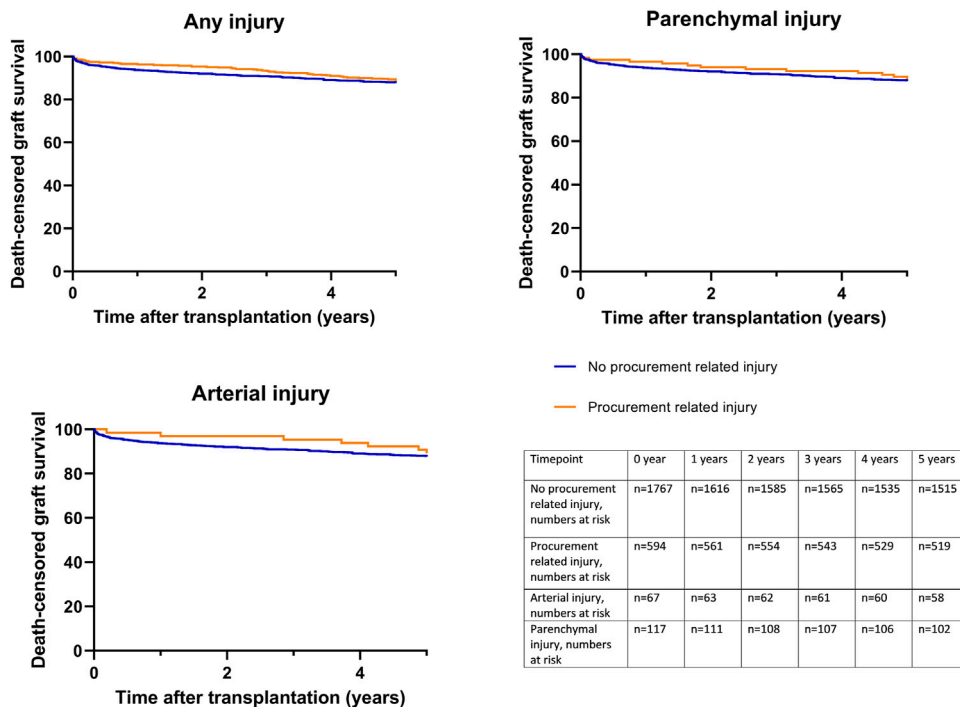 Any injury
Death-censored graft survival
100
80
60
40
20
0
0 2 4
Time after transplantation (years)
Parenchymal injury
Death-censored graft survival
100
80
60
40
20
0
0 2 4
Time after transplantation (years)
Arterial injury
Death-censored graft survival
100
80
60
40
20
0
0 2 4
Time after transplantation (years)
No procurement related injury
Procurement related injury
Timepoint 0 year 1 years 2 years 3 years 4 years 5 years
No procurement n=1767 n=1616 n=1585 n=1565 n=1535 n=1515
related injury,
numbers at risk
Procurement n=594 n=561 n=554 n=543 n=529 n=519
related injury,
numbers at risk
Arterial injury, n=67 n=63 n=62 n=61 n=60 n=58
numbers at risk
Parenchymal n=117 n=111 n=108 n=107 n=106 n=102
injury, numbers
at risk